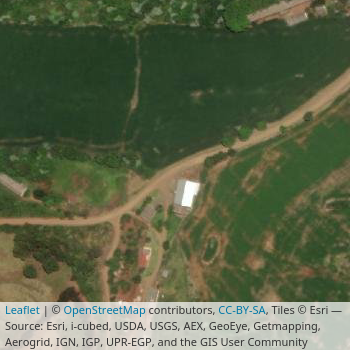 Leaflet | © OpenStreetMap contributors, CC-BY-SA, Tiles © Esri —
Source: Esri, i-cubed, USDA, USGS, AEX, GeoEye, Getmapping,
Aerogrid, IGN, IGP, UPR-EGP, and the GIS User Community